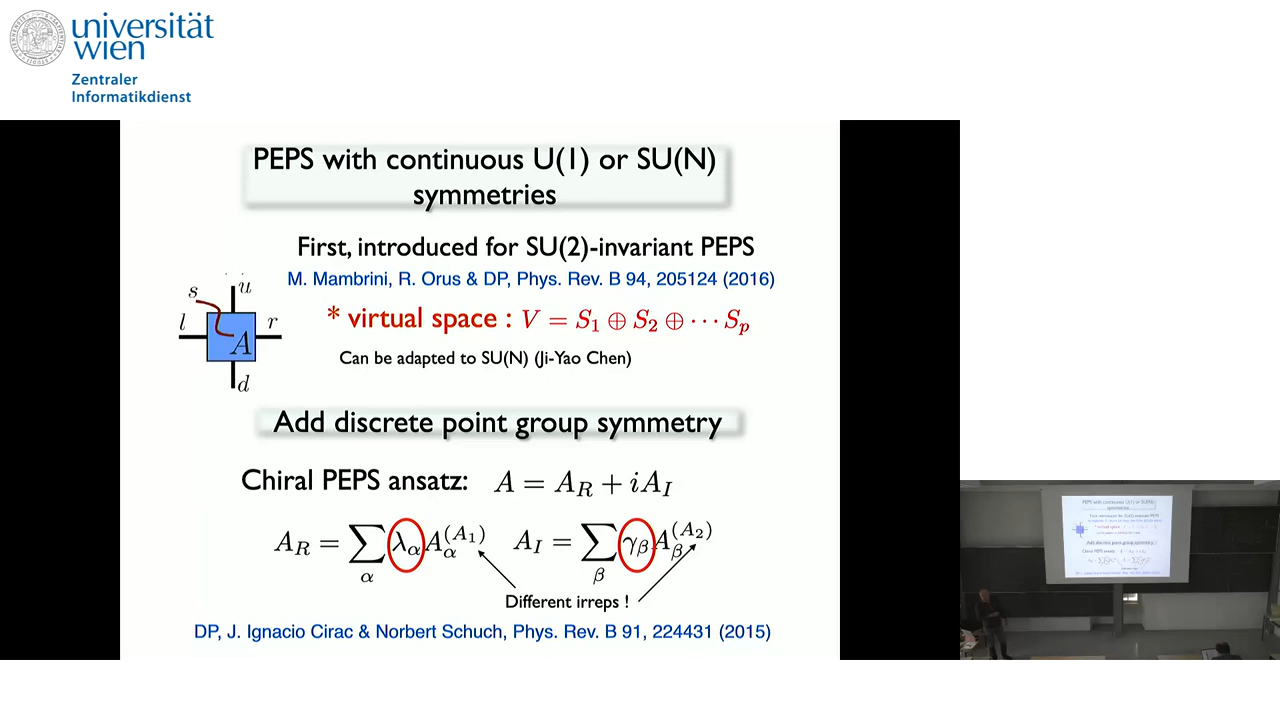 universität
wien
Zentraler
Informatikdienst
PEPS with continuous U(1) or SU(N)
symmetries
First, introduced for SU(2)-invariant PEPS
M. Mambrini, R. Orus & DP, Phys. Rev. B 94, 205124 (2016)
s u l r A d
* virtual space : V = S₁ ⊕ S₂ ⊕ ⋯ Sₚ
Can be adapted to SU(N) (Ji-Yao Chen)
Add discrete point group symmetry
Chiral PEPS ansatz: A = A_R + iA_I
A_R = ∑_α λ_α A_α^(A₁) A_I = ∑_β γ_β A_β^(A₂)
Different irreps !
DP, J. Ignacio Cirac & Norbert Schuch, Phys. Rev. B 91, 224431 (2015)